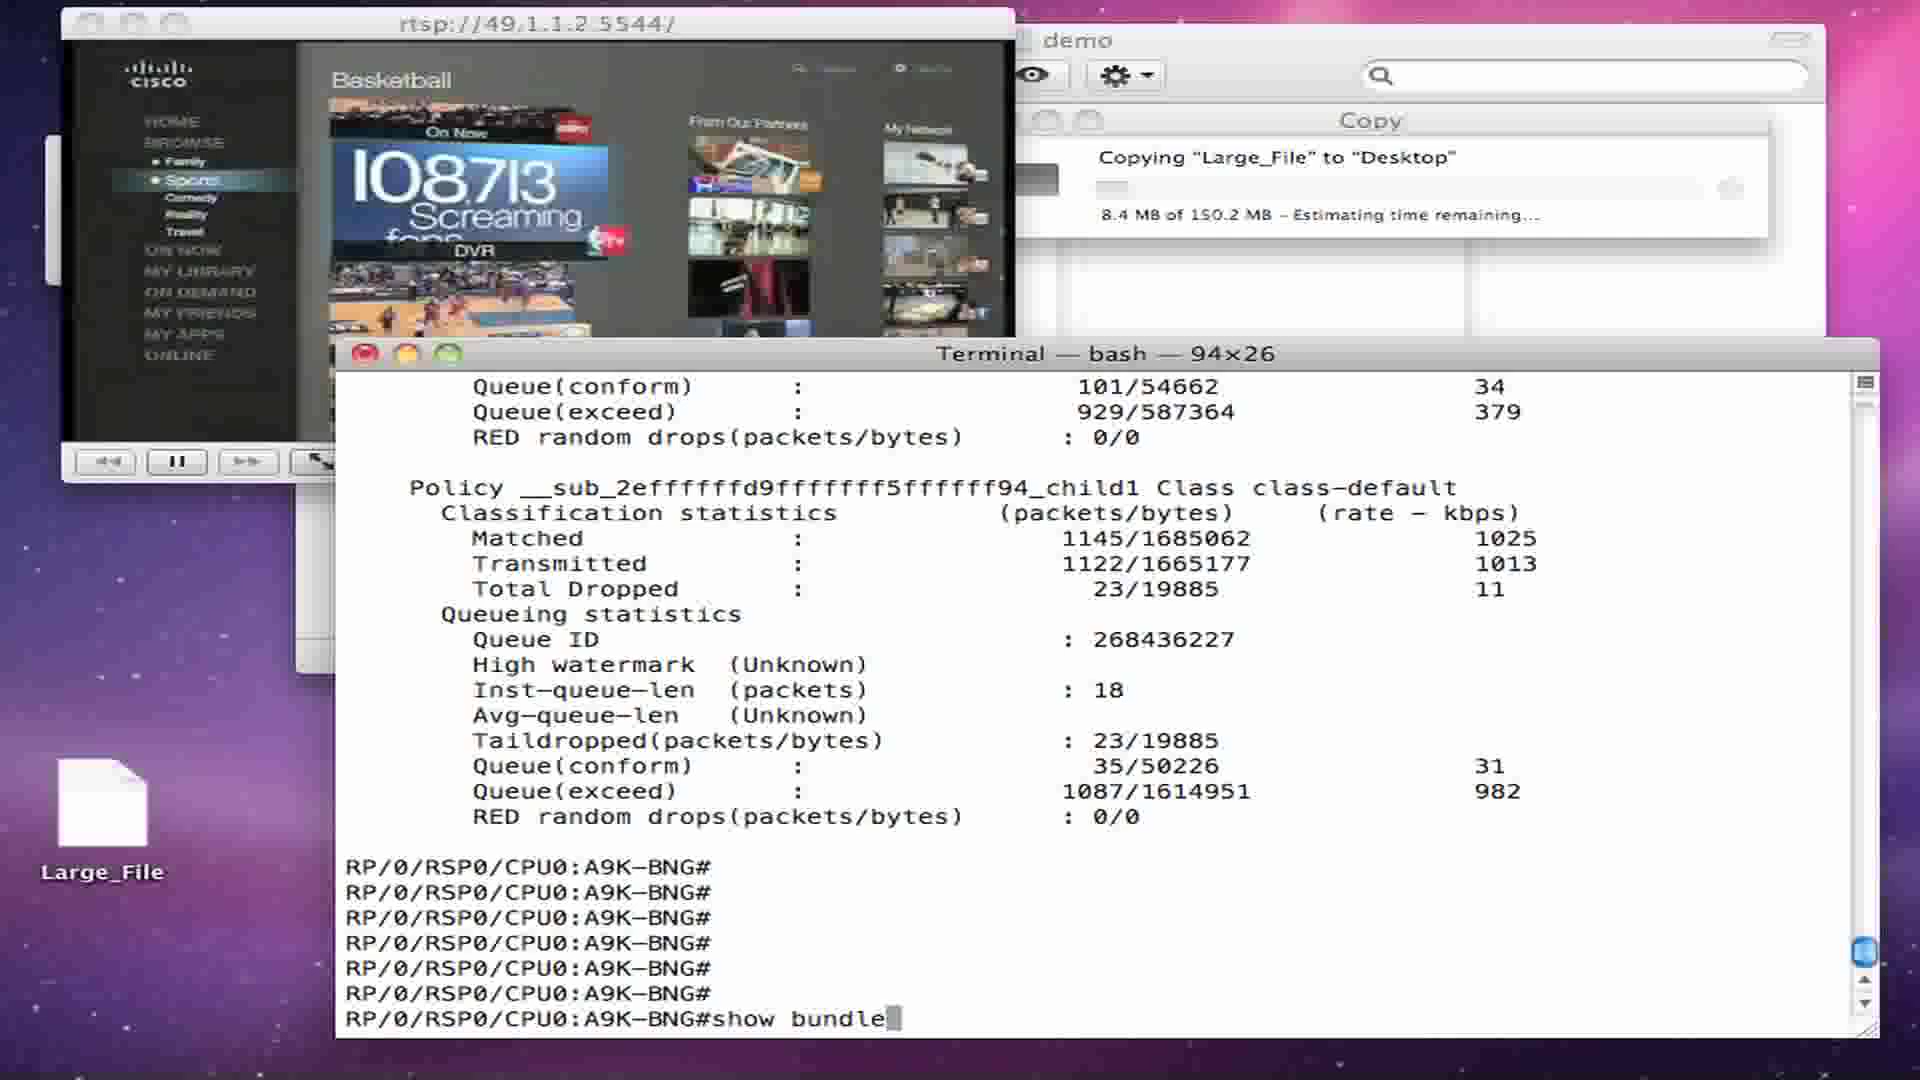 rtsp://49.1.1.2:5544/
CISCO
HOME
BROWSE
Family
Sports
Comedy
Reality
Travel
ON NOW
MY LIBRARY
ON DEMAND
MY FRIENDS
MY APPS
ONLINE
Basketball
On Now
108,713
Screaming
fans
DVR
From Our Partners
My Network
demo
Copy
Copying "Large_File" to "Desktop"
8.4 MB of 150.2 MB – Estimating time remaining...
Terminal — bash — 94×26
Queue(conform) : 101/54662 34
Queue(exceed) : 929/587364 379
RED random drops(packets/bytes) : 0/0
Policy __sub_2effffffd9fffffff5ffffff94_child1 Class class-default
Classification statistics (packets/bytes) (rate - kbps)
Matched : 1145/1685062 1025
Transmitted : 1122/1665177 1013
Total Dropped : 23/19885 11
Queueing statistics
Queue ID : 268436227
High watermark (Unknown)
Inst-queue-len (packets) : 18
Avg-queue-len (Unknown)
Taildropped(packets/bytes) : 23/19885
Queue(conform) : 35/50226 31
Queue(exceed) : 1087/1614951 982
RED random drops(packets/bytes) : 0/0
RP/0/RSP0/CPU0:A9K-BNG#
RP/0/RSP0/CPU0:A9K-BNG#
RP/0/RSP0/CPU0:A9K-BNG#
RP/0/RSP0/CPU0:A9K-BNG#
RP/0/RSP0/CPU0:A9K-BNG#
RP/0/RSP0/CPU0:A9K-BNG#
RP/0/RSP0/CPU0:A9K-BNG#show bundle
Large_File